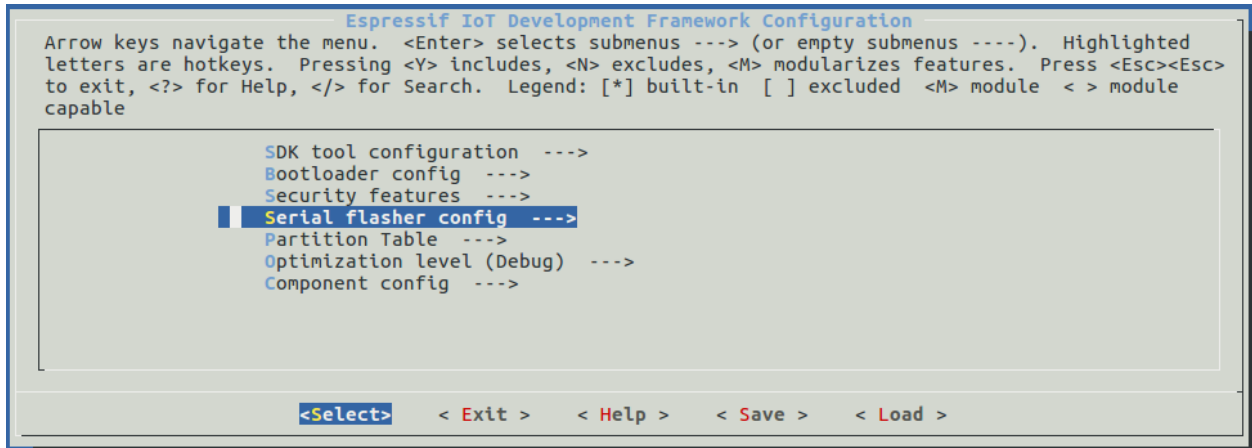 Espressif IoT Development Framework Configuration
Arrow keys navigate the menu.  <Enter> selects submenus ---> (or empty submenus ----).  Highlighted
letters are hotkeys.  Pressing <Y> includes, <N> excludes, <M> modularizes features.  Press <Esc><Esc>
to exit, <?> for Help, </> for Search.  Legend: [*] built-in  [ ] excluded  <M> module  < > module
capable
SDK tool configuration  --->
Bootloader config  --->
Security features  --->
Serial flasher config  --->
Partition Table  --->
Optimization level (Debug)  --->
Component config  --->
<Select>    < Exit >    < Help >    < Save >    < Load >